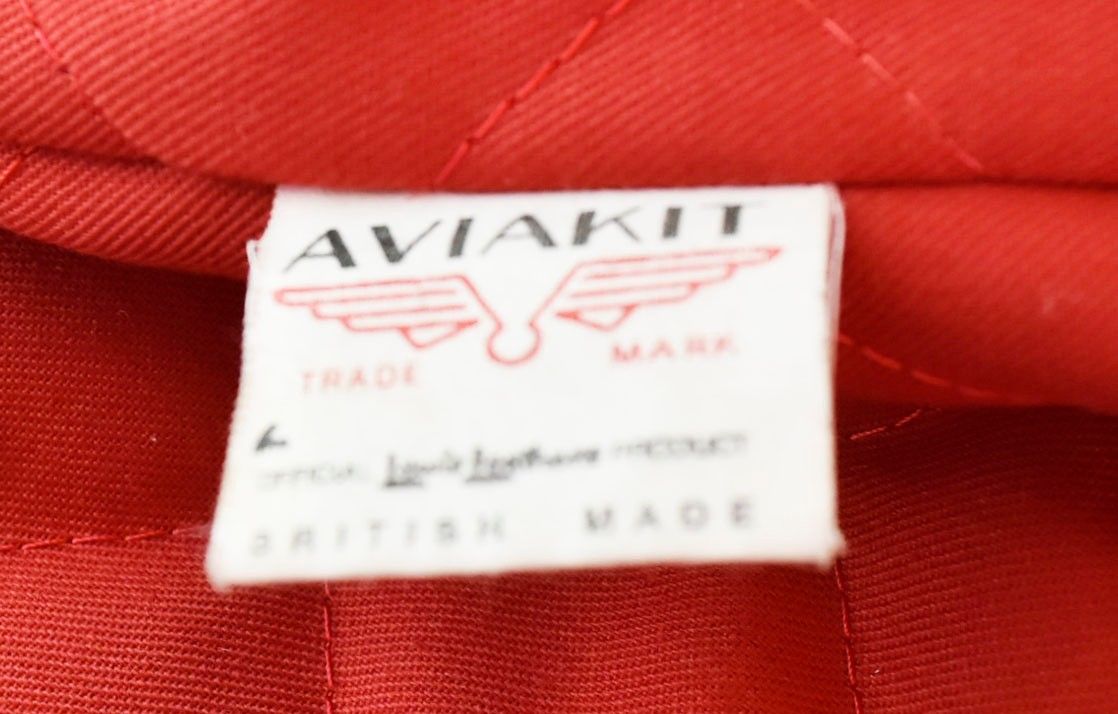 AVIAKIT
TRADE MARK
OFFICIAL Lewis Leathers PRODUCT
BRITISH MADE